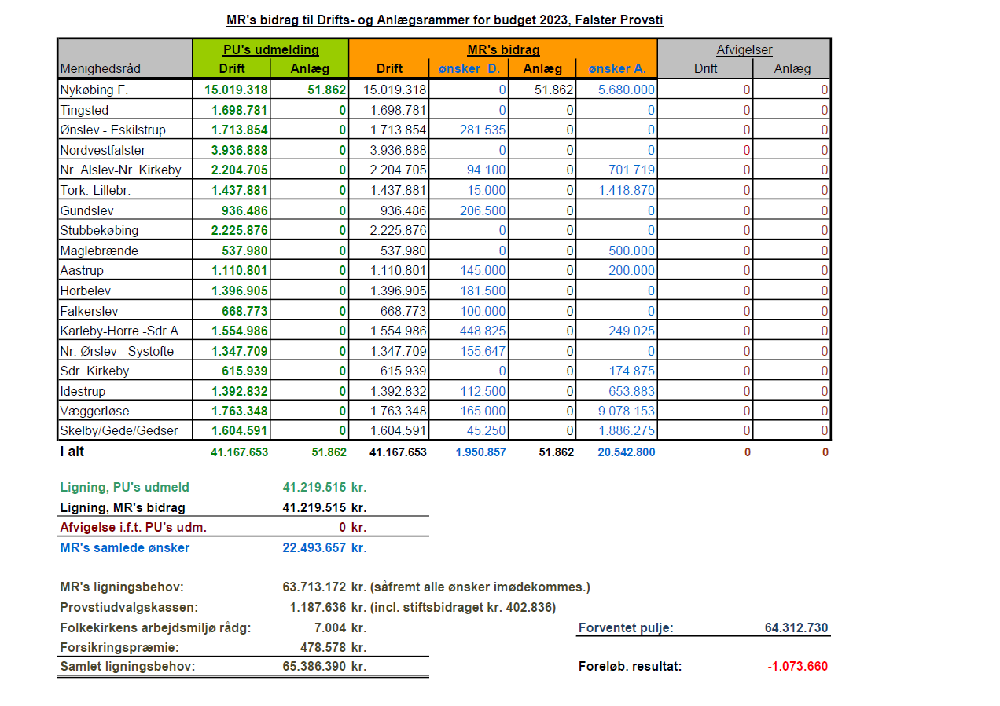 MR's bidrag til Drifts- og Anlægsrammer for budget 2023, Falster Provsti
PU's udmelding MR's bidrag Afvigelser
Menighedsråd Drift Anlæg Drift ønsker D. Anlæg ønsker A. Drift Anlæg
Nykøbing F. 15.019.318 51.862 15.019.318 0 51.862 5.680.000 0 0
Tingsted 1.698.781 0 1.698.781 0 0 0 0 0
Ønslev - Eskilstrup 1.713.854 0 1.713.854 281.535 0 0 0 0
Nordvestfalster 3.936.888 0 3.936.888 0 0 0 0 0
Nr. Alslev-Nr. Kirkeby 2.204.705 0 2.204.705 94.100 0 701.719 0 0
Tork.-Lillebr. 1.437.881 0 1.437.881 15.000 0 1.418.870 0 0
Gundslev 936.486 0 936.486 206.500 0 0 0 0
Stubbekøbing 2.225.876 0 2.225.876 0 0 0 0 0
Maglebrænde 537.980 0 537.980 0 0 500.000 0 0
Aastrup 1.110.801 0 1.110.801 145.000 0 200.000 0 0
Horbelev 1.396.905 0 1.396.905 181.500 0 0 0 0
Falkerslev 668.773 0 668.773 100.000 0 0 0 0
Karleby-Horre.-Sdr.A 1.554.986 0 1.554.986 448.825 0 249.025 0 0
Nr. Ørslev - Systofte 1.347.709 0 1.347.709 155.647 0 0 0 0
Sdr. Kirkeby 615.939 0 615.939 0 0 174.875 0 0
Idestrup 1.392.832 0 1.392.832 112.500 0 653.883 0 0
Væggerløse 1.763.348 0 1.763.348 165.000 0 9.078.153 0 0
Skelby/Gede/Gedser 1.604.591 0 1.604.591 45.250 0 1.886.275 0 0
I alt 41.167.653 51.862 41.167.653 1.950.857 51.862 20.542.800 0 0
Ligning, PU's udmeld 41.219.515 kr.
Ligning, MR's bidrag 41.219.515 kr.
Afvigelse i.f.t. PU's udm. 0 kr.
MR's samlede ønsker 22.493.657 kr.
MR's ligningsbehov: 63.713.172 kr. (såfremt alle ønsker imødekommes.)
Provstiudvalgskassen: 1.187.636 kr. (incl. stiftsbidraget kr. 402.836)
Folkekirkens arbejdsmiljø rådg: 7.004 kr. Forventet pulje: 64.312.730
Forsikringspræmie: 478.578 kr.
Samlet ligningsbehov: 65.386.390 kr. Foreløb. resultat: -1.073.660